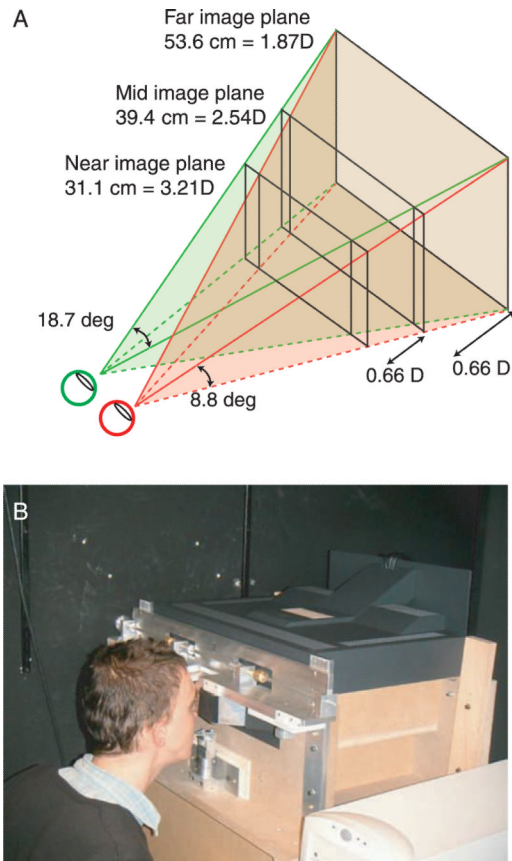 A
Far image plane
53.6 cm = 1.87D
Mid image plane
39.4 cm = 2.54D
Near image plane
31.1 cm = 3.21D
18.7 deg
8.8 deg
0.66 D
0.66 D
B